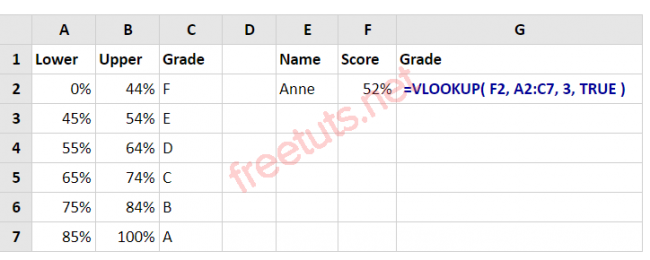 A B C D E F G
1 Lower Upper Grade Name Score Grade
2 0% 44% F Anne 52% =VLOOKUP( F2, A2:C7, 3, TRUE )
3 45% 54% E
4 55% 64% D
5 65% 74% C
6 75% 84% B
7 85% 100% A
freetuts.net